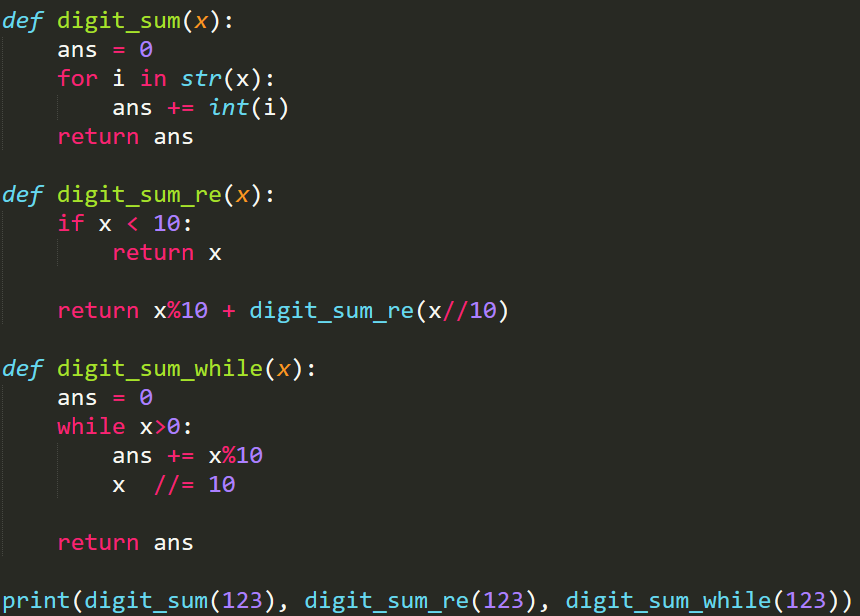 def digit_sum(x):
    ans = 0
    for i in str(x):
        ans += int(i)
    return ans

def digit_sum_re(x):
    if x < 10:
        return x

    return x%10 + digit_sum_re(x//10)

def digit_sum_while(x):
    ans = 0
    while x>0:
        ans += x%10
        x  //= 10

    return ans

print(digit_sum(123), digit_sum_re(123), digit_sum_while(123))